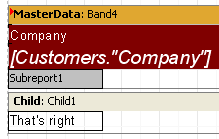 MasterData: Band4
Company
[Customers."Company"]
Subreport1
Child: Child1
That's right